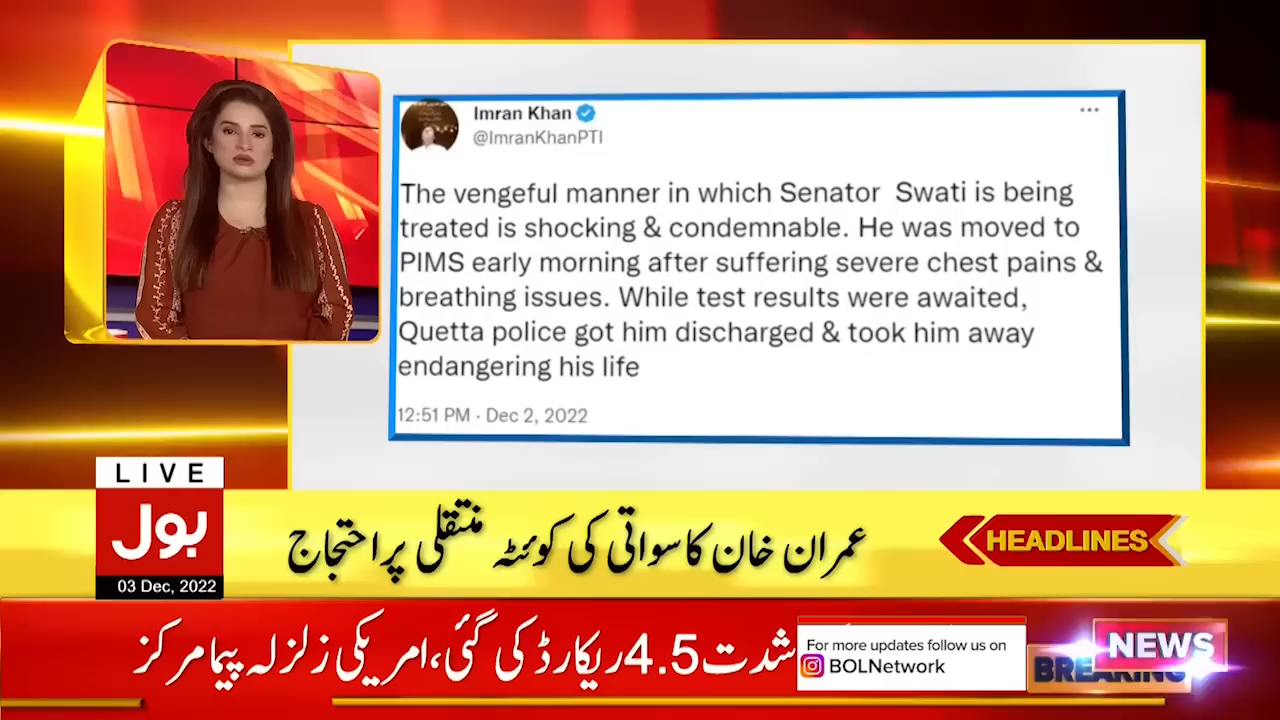 Imran Khan
@ImranKhanPTI
The vengeful manner in which Senator Swati is being
treated is shocking & condemnable. He was moved to
PIMS early morning after suffering severe chest pains &
breathing issues. While test results were awaited,
Quetta police got him discharged & took him away
endangering his life
12:51 PM · Dec 2, 2022
LIVE
بول
03 Dec, 2022
عمران خان کا سواتی کی کوئٹہ منتقلی پر احتجاج
HEADLINES
شدت 4.5 ریکارڈ کی گئی، امریکی زلزلہ پیما مرکز
For more updates follow us on
BOLNetwork
NEWS
BREAKING